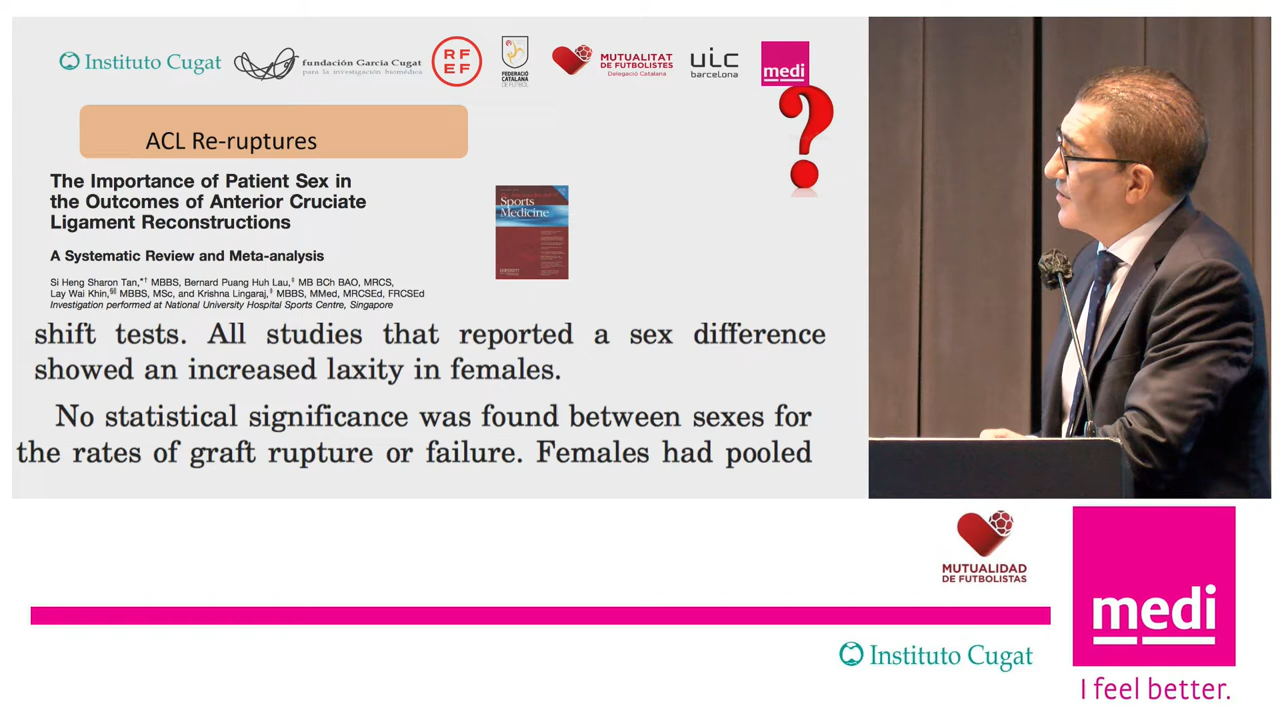 Instituto Cugat
fundación García Cugat
para la investigación biomédica
RF
EF
FEDERACIÓ
CATALANA
DE FUTBOL
MUTUALITAT
DE FUTBOLISTES
Delegació Catalana
uic
barcelona
medi
ACL Re-ruptures
?
The Importance of Patient Sex in
the Outcomes of Anterior Cruciate
Ligament Reconstructions
A Systematic Review and Meta-analysis
Si Heng Sharon Tan,*† MBBS, Bernard Puang Huh Lau,‡ MB BCh BAO, MRCS,
Lay Wai Khin,§‖ MBBS, MSc, and Krishna Lingaraj,‡ MBBS, MMed, MRCSEd, FRCSEd
Investigation performed at National University Hospital Sports Centre, Singapore
Sports
Medicine
shift tests. All studies that reported a sex difference
showed an increased laxity in females.
No statistical significance was found between sexes for
the rates of graft rupture or failure. Females had pooled
MUTUALIDAD
DE FUTBOLISTAS
Instituto Cugat
medi
I feel better.